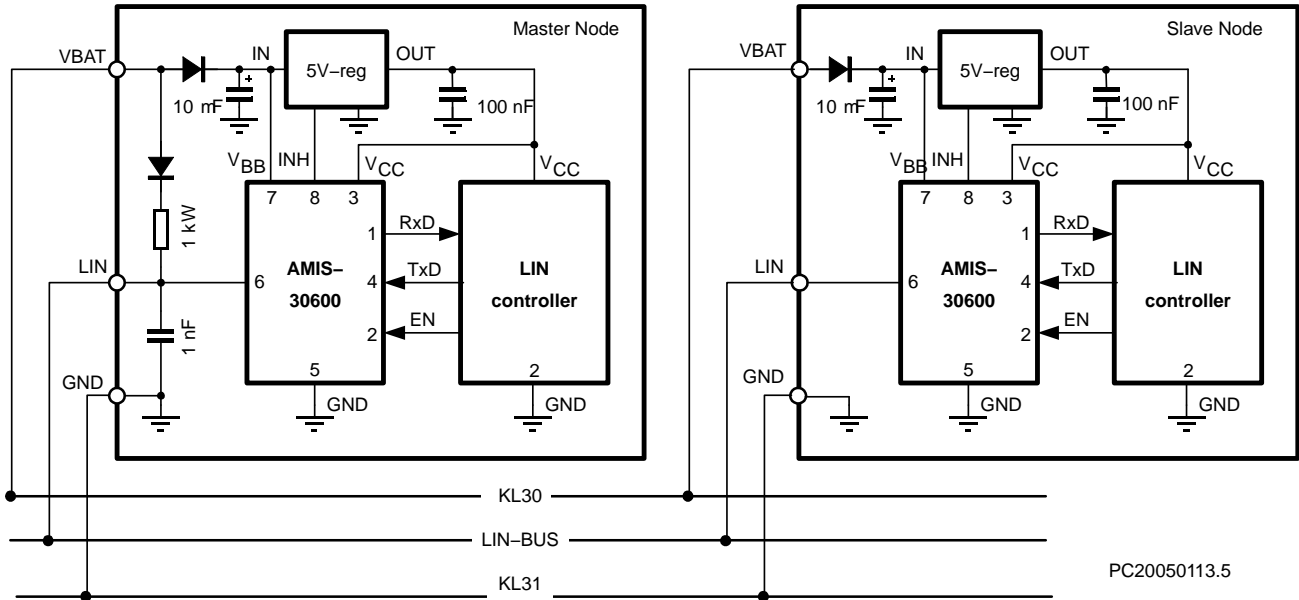 Master Node
VBAT
IN
OUT
5V–reg
10 mF
100 nF
VBB
INH
VCC
VCC
7
8
3
1 kW
1
RxD
LIN
6
AMIS–
30600
4
TxD
LIN
controller
2
EN
1 nF
5
2
GND
GND
GND
Slave Node
VBAT
IN
OUT
5V–reg
10 mF
100 nF
VBB
INH
VCC
VCC
7
8
3
1
RxD
LIN
6
AMIS–
30600
4
TxD
LIN
controller
2
EN
5
2
GND
GND
GND
KL30
LIN–BUS
KL31
PC20050113.5